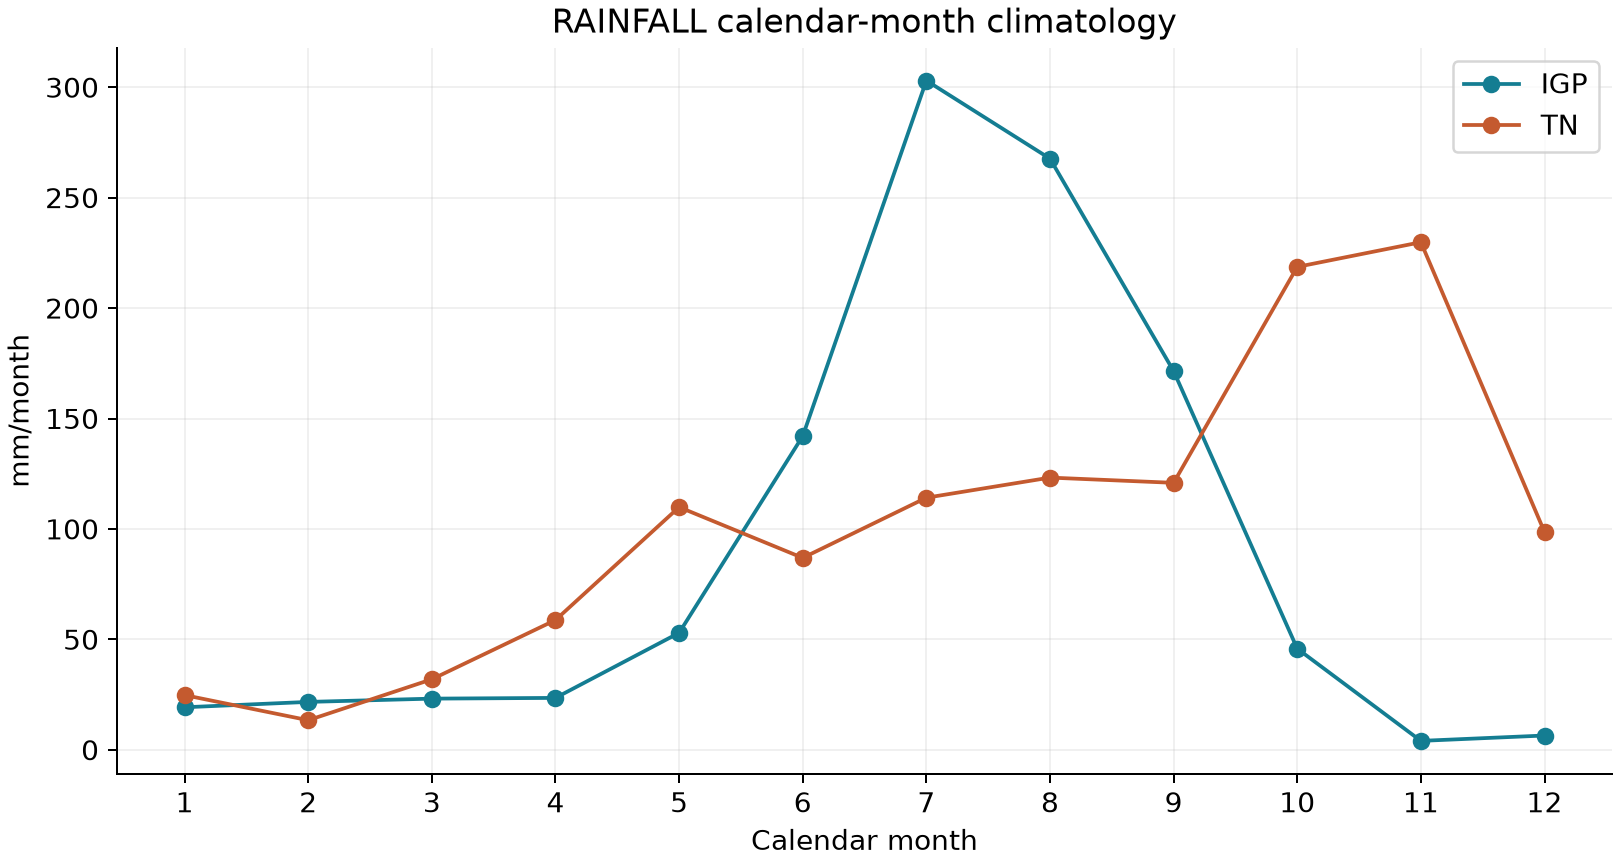 RAINFALL calendar-month climatology
IGP
TN
300
250
200
150
100
50
0
mm/month
1 2 3 4 5 6 7 8 9 10 11 12
Calendar month